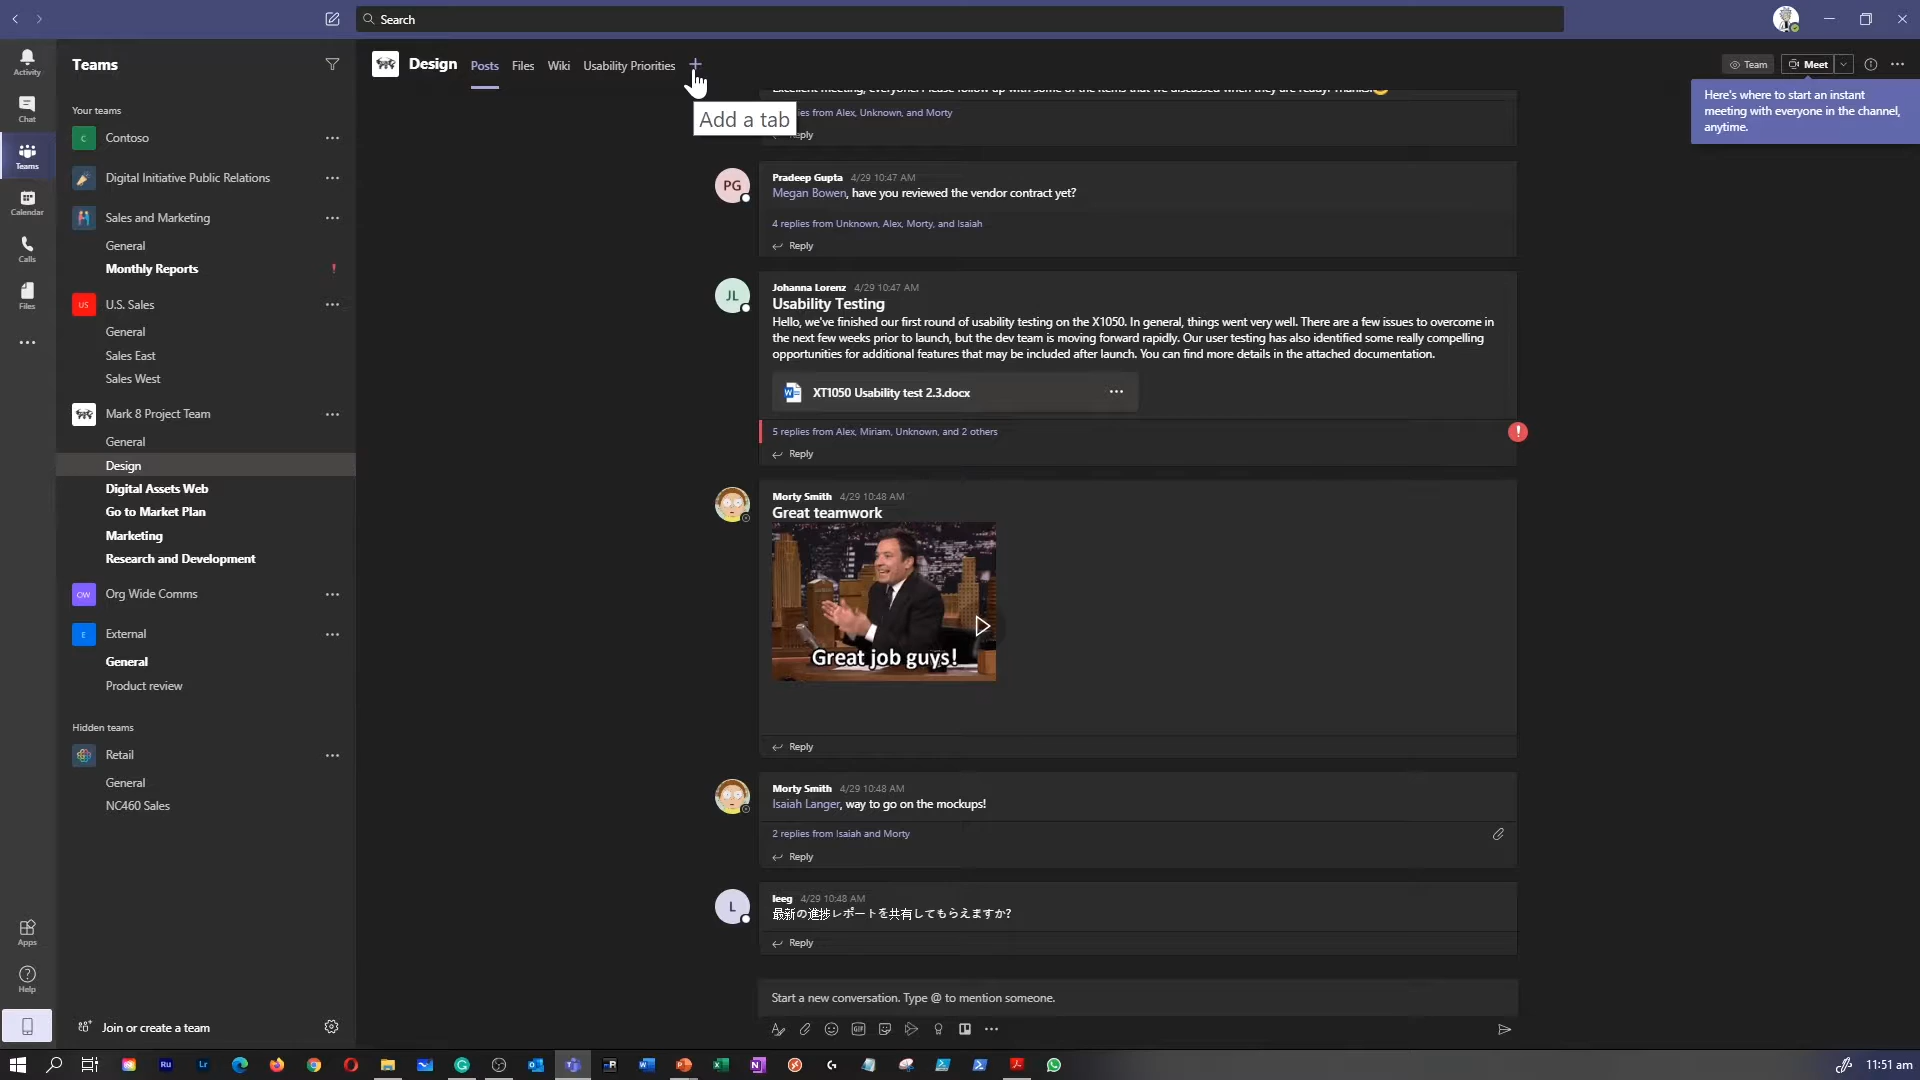 Search
Activity
Chat
Teams
Calendar
Calls
Files
Apps
Help
Teams
Your teams
C
Contoso
Digital Initiative Public Relations
Sales and Marketing
General
Monthly Reports
US
U.S. Sales
General
Sales East
Sales West
Mark 8 Project Team
General
Design
Digital Assets Web
Go to Market Plan
Marketing
Research and Development
OW
Org Wide Comms
E
External
General
Product review
Hidden teams
Retail
General
NC460 Sales
Join or create a team
Design
Posts
Files
Wiki
Usability Priorities
Add a tab
Team
Meet
Here's where to start an instant
meeting with everyone in the channel,
anytime.
Excellent meeting, everyone! Please follow up with some of the items that we discussed when they are ready. Thanks!
from Alex, Unknown, and Morty
PG
Pradeep Gupta 4/29 10:47 AM
Megan Bowen, have you reviewed the vendor contract yet?
4 replies from Unknown, Alex, Morty, and Isaiah
Reply
JL
Johanna Lorenz 4/29 10:47 AM
Usability Testing
Hello, we've finished our first round of usability testing on the X1050. In general, things went very well. There are a few issues to overcome in
the next few weeks prior to launch, but the dev team is moving forward rapidly. Our user testing has also identified some really compelling
opportunities for additional features that may be included after launch. You can find more details in the attached documentation.
XT1050 Usability test 2.3.docx
5 replies from Alex, Miriam, Unknown, and 2 others
Reply
Morty Smith 4/29 10:48 AM
Great teamwork
Great job guys!
Reply
Morty Smith 4/29 10:48 AM
Isaiah Langer, way to go on the mockups!
2 replies from Isaiah and Morty
Reply
L
leeg 4/29 10:48 AM
最新の進捗レポートを共有してもらえますか?
Reply
Start a new conversation. Type @ to mention someone.
GIF
Ru
Lr
11:51 am